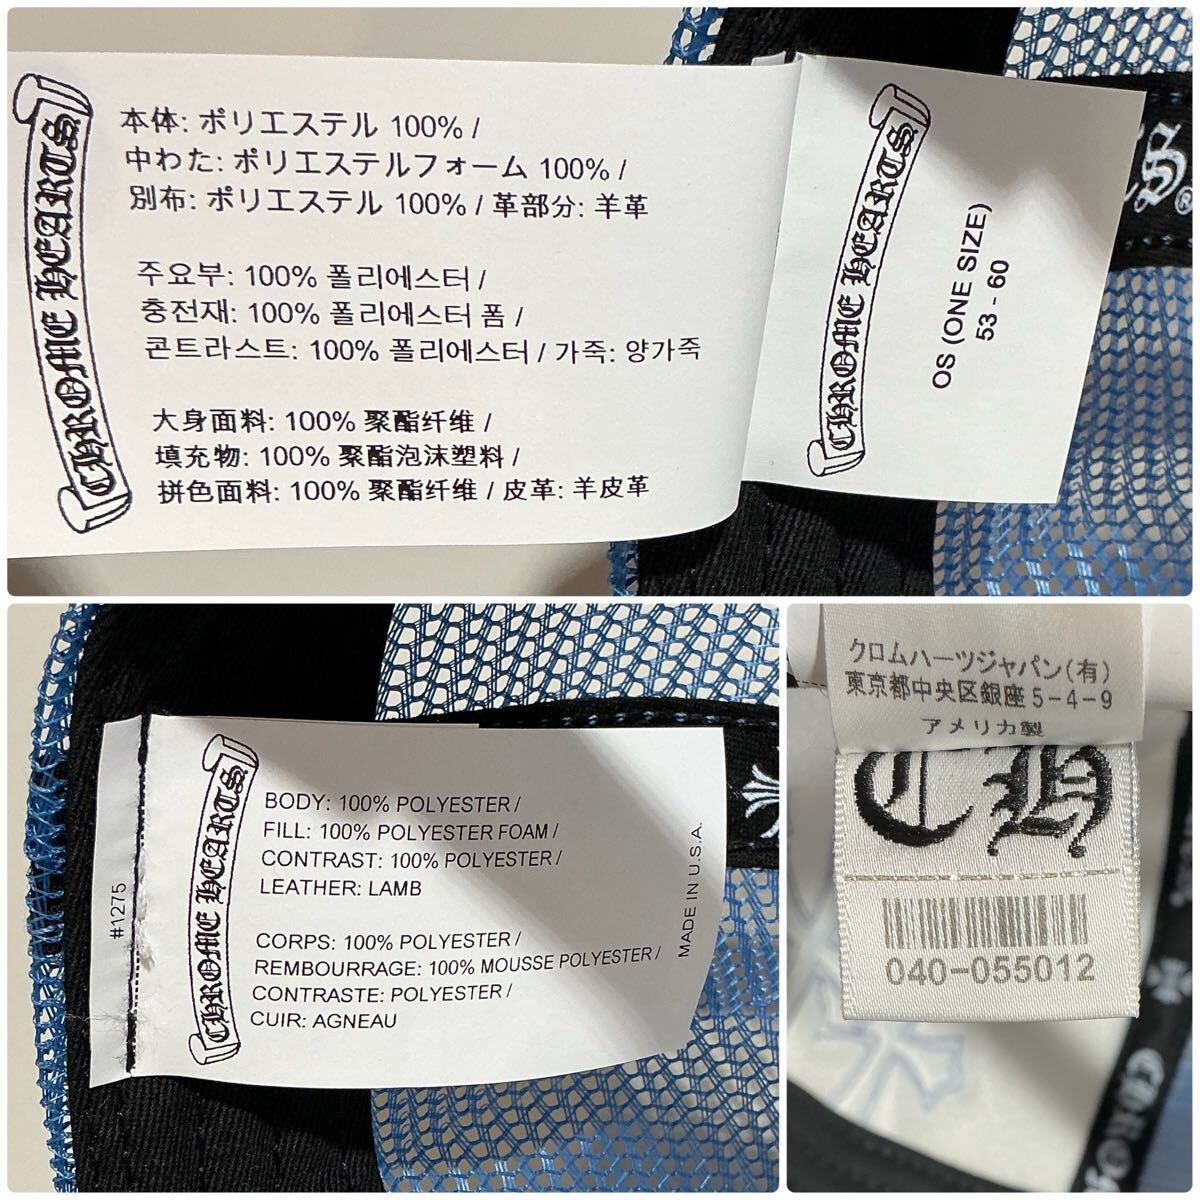 CHROME HEARTS
本体: ポリエステル 100% /
中わた: ポリエステルフォーム 100% /
別布: ポリエステル 100% / 革部分: 羊革
주요부: 100% 폴리에스터 /
충전재: 100% 폴리에스터 폼 /
콘트라스트: 100% 폴리에스터 / 가죽: 양가죽
大身面料: 100% 聚酯纤维 /
填充物: 100% 聚酯泡沫塑料 /
拼色面料: 100% 聚酯纤维 / 皮革: 羊皮革
CHROME HEARTS
OS (ONE SIZE)
53 - 60
#1275
CHROME HEARTS
BODY: 100% POLYESTER /
FILL: 100% POLYESTER FOAM /
CONTRAST: 100% POLYESTER /
LEATHER: LAMB
CORPS: 100% POLYESTER /
REMBOURRAGE: 100% MOUSSE POLYESTER /
CONTRASTE: POLYESTER /
CUIR: AGNEAU
MADE IN U.S.A.
クロムハーツジャパン(有)
東京都中央区銀座5-4-9
アメリカ製
CH
040-055012